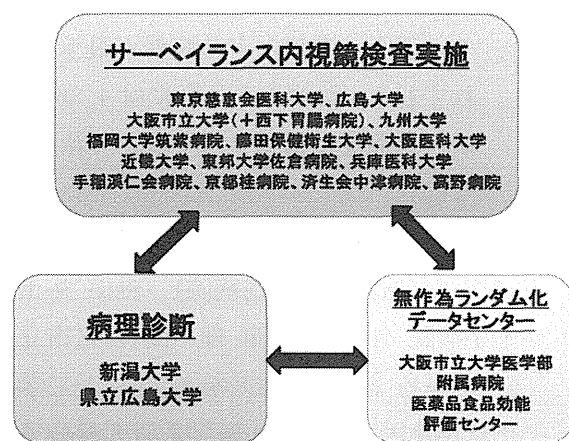 サーベイランス内視鏡検査実施
東京慈恵会医科大学、広島大学
大阪市立大学(+西下胃腸病院)、九州大学
福岡大学筑紫病院、藤田保健衛生大学、大阪医科大学
近畿大学、東邦大学佐倉病院、兵庫医科大学
手稲渓仁会病院、京都桂病院、済生会中津病院、高野病院
病理診断
新潟大学
県立広島大学
無作為ランダム化
データセンター
大阪市立大学医学部
附属病院
医薬品食品効能
評価センター